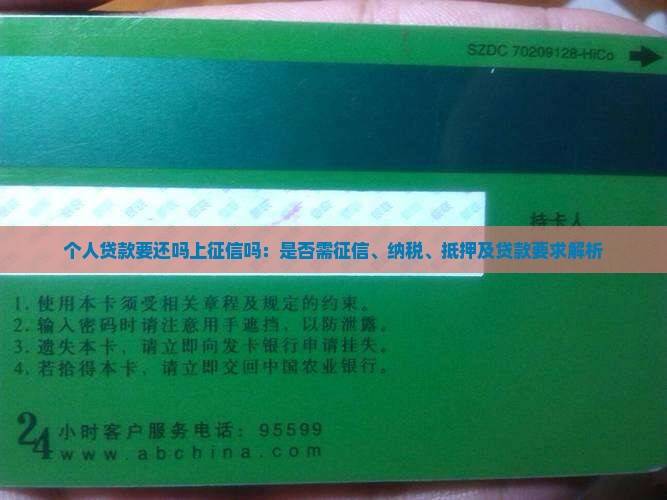 SZDC 70209128-HiCo
持卡人
个人贷款要还吗上征信吗：是否需征信、纳税、抵押及贷款要求解析
1. 使用本卡须受相关章程及规定的约束。
2. 输入密码时请注意用手遮挡，以防泄露。
3. 遗失本卡，请立即向发卡银行申请挂失。
4. 若拾得本卡，请立即交回中国农业银行。
24 小时客户服务电话：95599
www.abchina.com